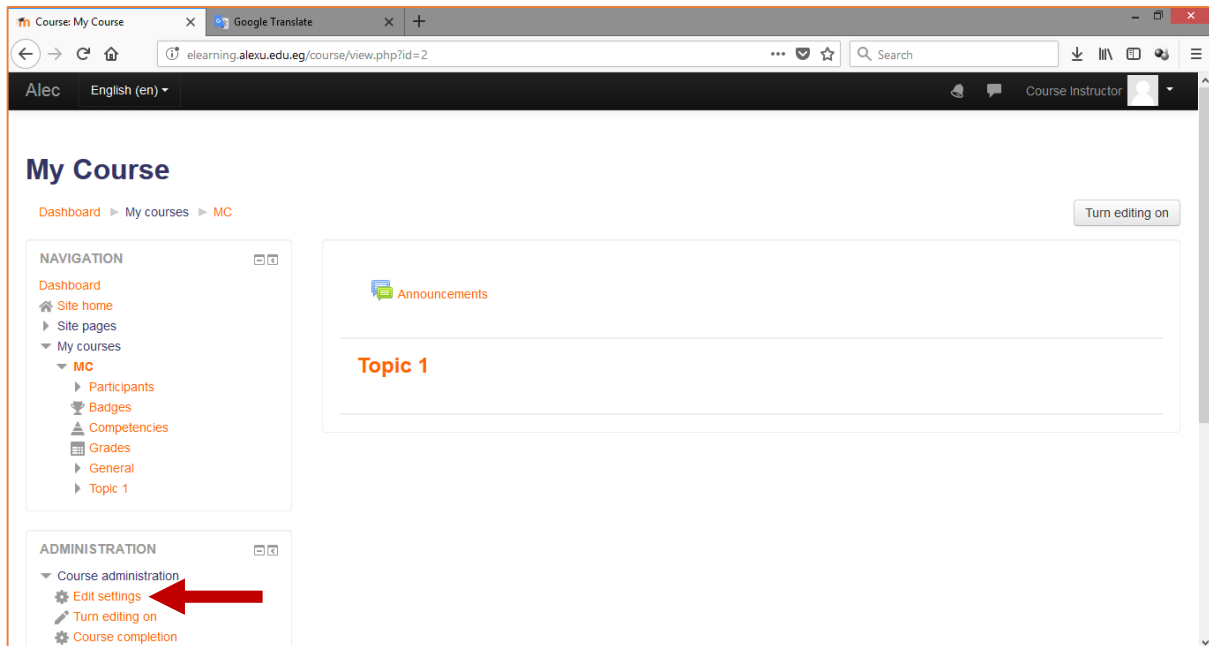 Course: My Course
Google Translate
elearning.alexu.edu.eg/course/view.php?id=2
Search
Alec English (en)
Course Instructor
My Course
Dashboard My courses MC
Turn editing on
NAVIGATION
Dashboard
Site home
Site pages
My courses
MC
Participants
Badges
Competencies
Grades
General
Topic 1
Announcements
Topic 1
ADMINISTRATION
Course administration
Edit settings
Turn editing on
Course completion